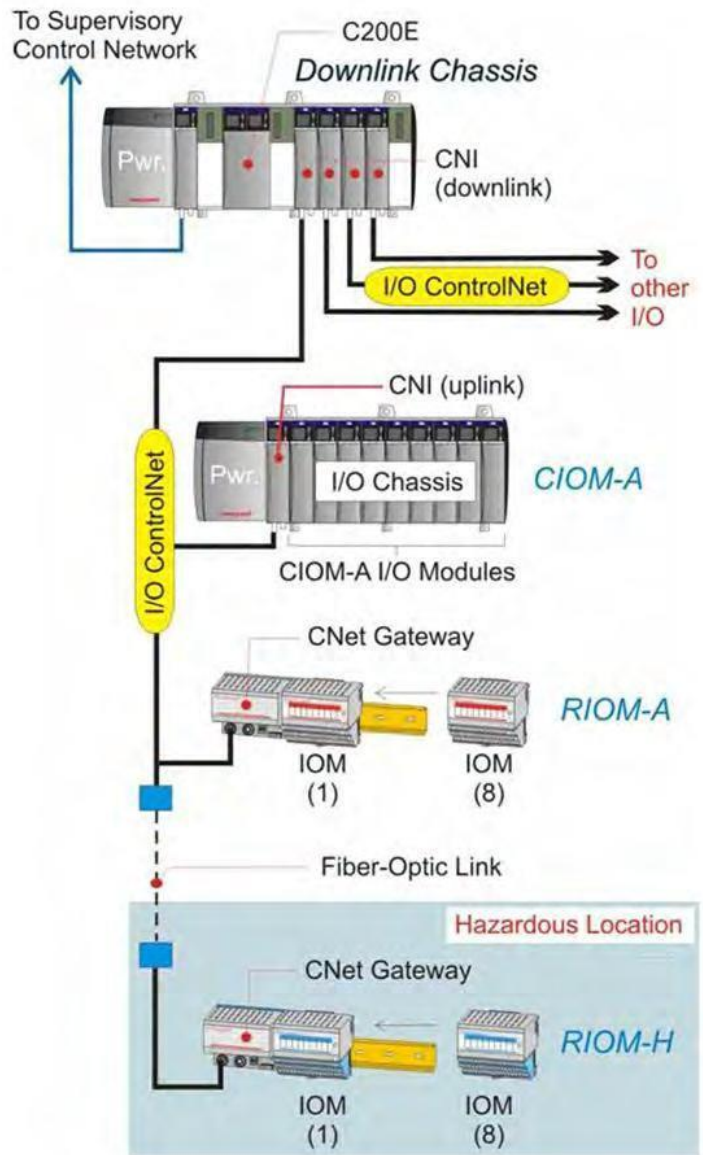 To Supervisory
Control Network
C200E
Downlink Chassis
Pwr.
CNI
(downlink)
To
other
I/O
I/O ControlNet
CNI (uplink)
Pwr.
I/O Chassis
CIOM-A
I/O ControlNet
CIOM-A I/O Modules
CNet Gateway
RIOM-A
IOM
(1)
IOM
(8)
Fiber-Optic Link
Hazardous Location
CNet Gateway
RIOM-H
IOM
(1)
IOM
(8)